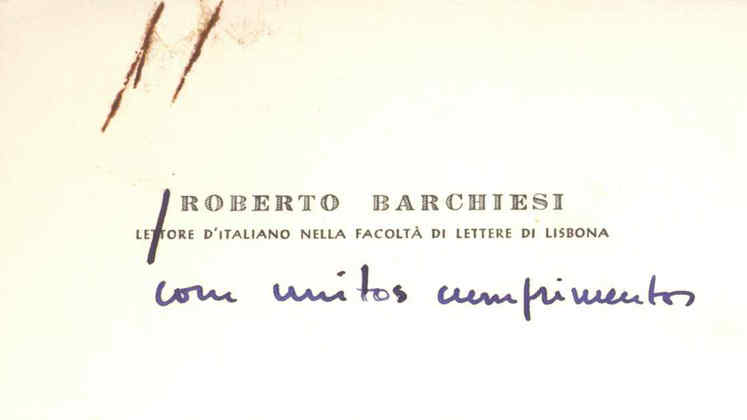 ROBERTO BARCHIESI
LETTORE D'ITALIANO NELLA FACOLTÀ DI LETTERE DI LISBONA
com muitos cumprimentos